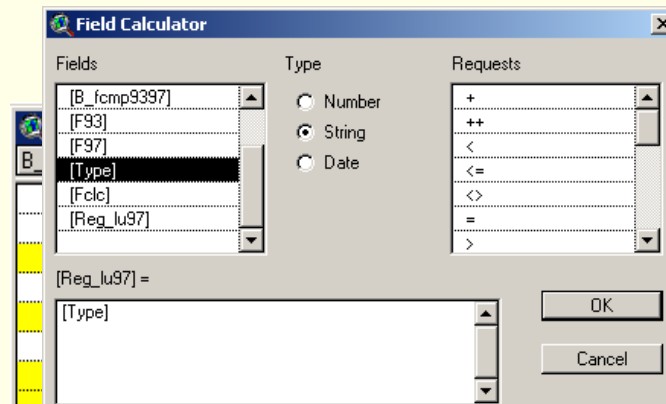 Field Calculator
Fields
Type
Requests
[B_fcmp9397]
[F93]
[F97]
[Type]
[Fclc]
[Reg_lu97]
Number
String
Date
+
++
<
<=
<>
=
>
B_
[Reg_lu97] =
[Type]
OK
Cancel